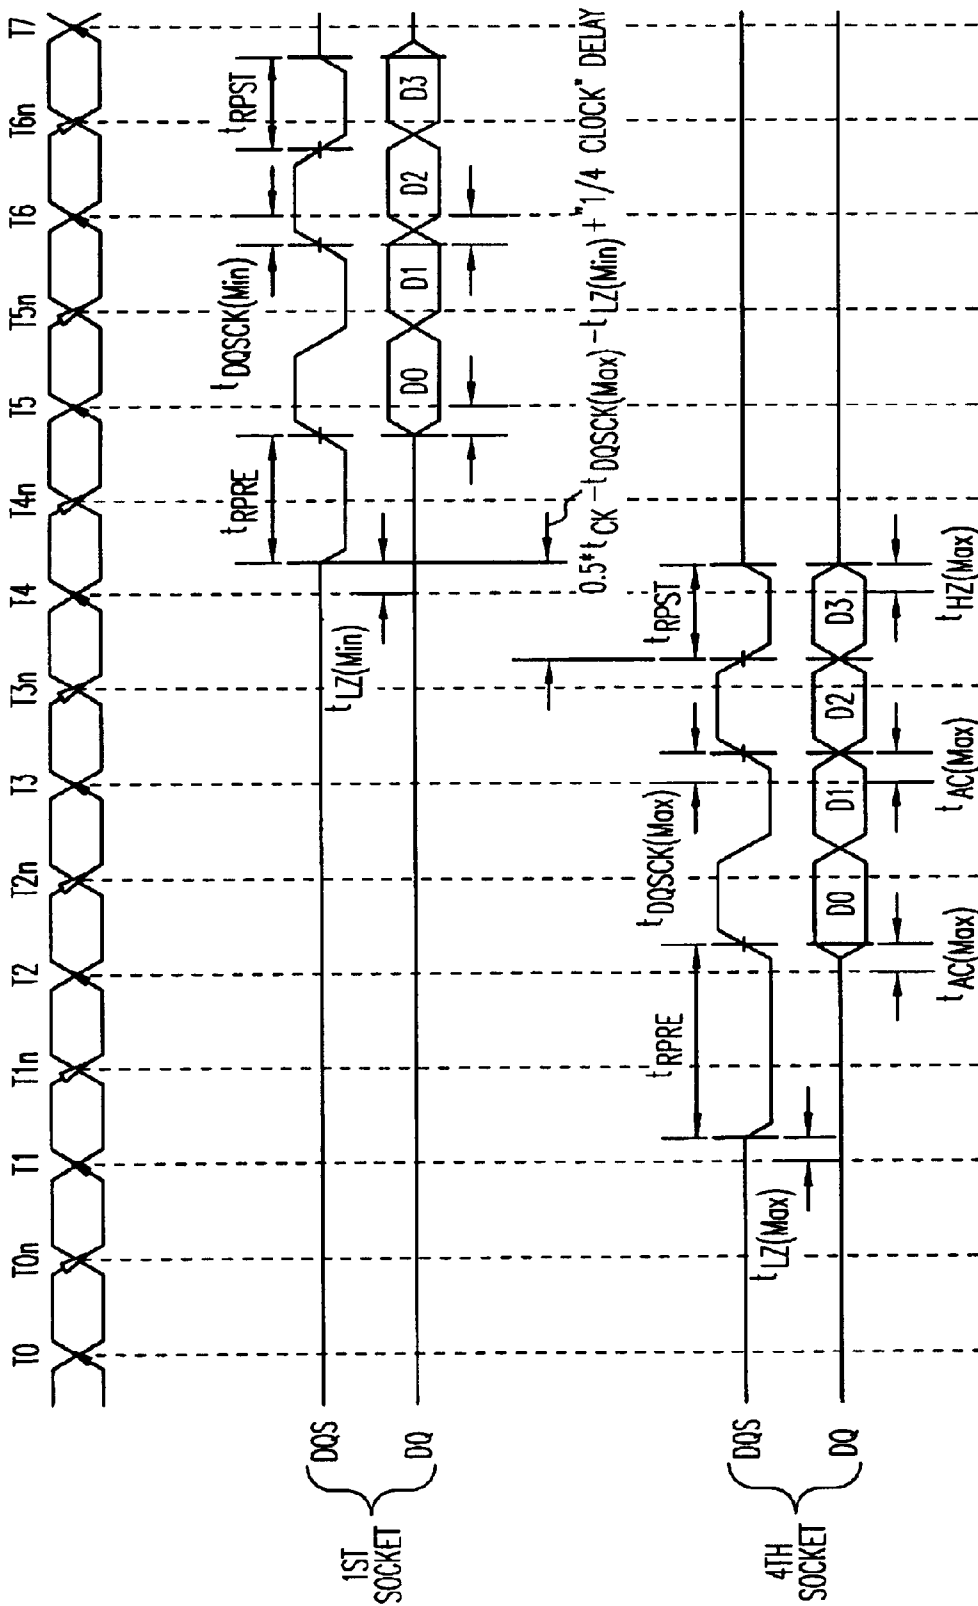 T0 T0n T1 T1n T2 T2n T3 T3n T4 T4n T5 T5n T6 T6n T7
1ST
SOCKET
DQS
tRPRE
tDQSCK(Min)
tRPST
DQ
D0 D1 D2 D3
tLZ(Min)
0.5*tCK-tDQSCK(Max)-tLZ(Min)+"1/4 CLOCK" DELAY
4TH
SOCKET
DQS
tRPRE
tDQSCK(Max)
tRPST
DQ
D0 D1 D2 D3
tLZ(Max)
tAC(Max)
tAC(Max)
tHZ(Max)